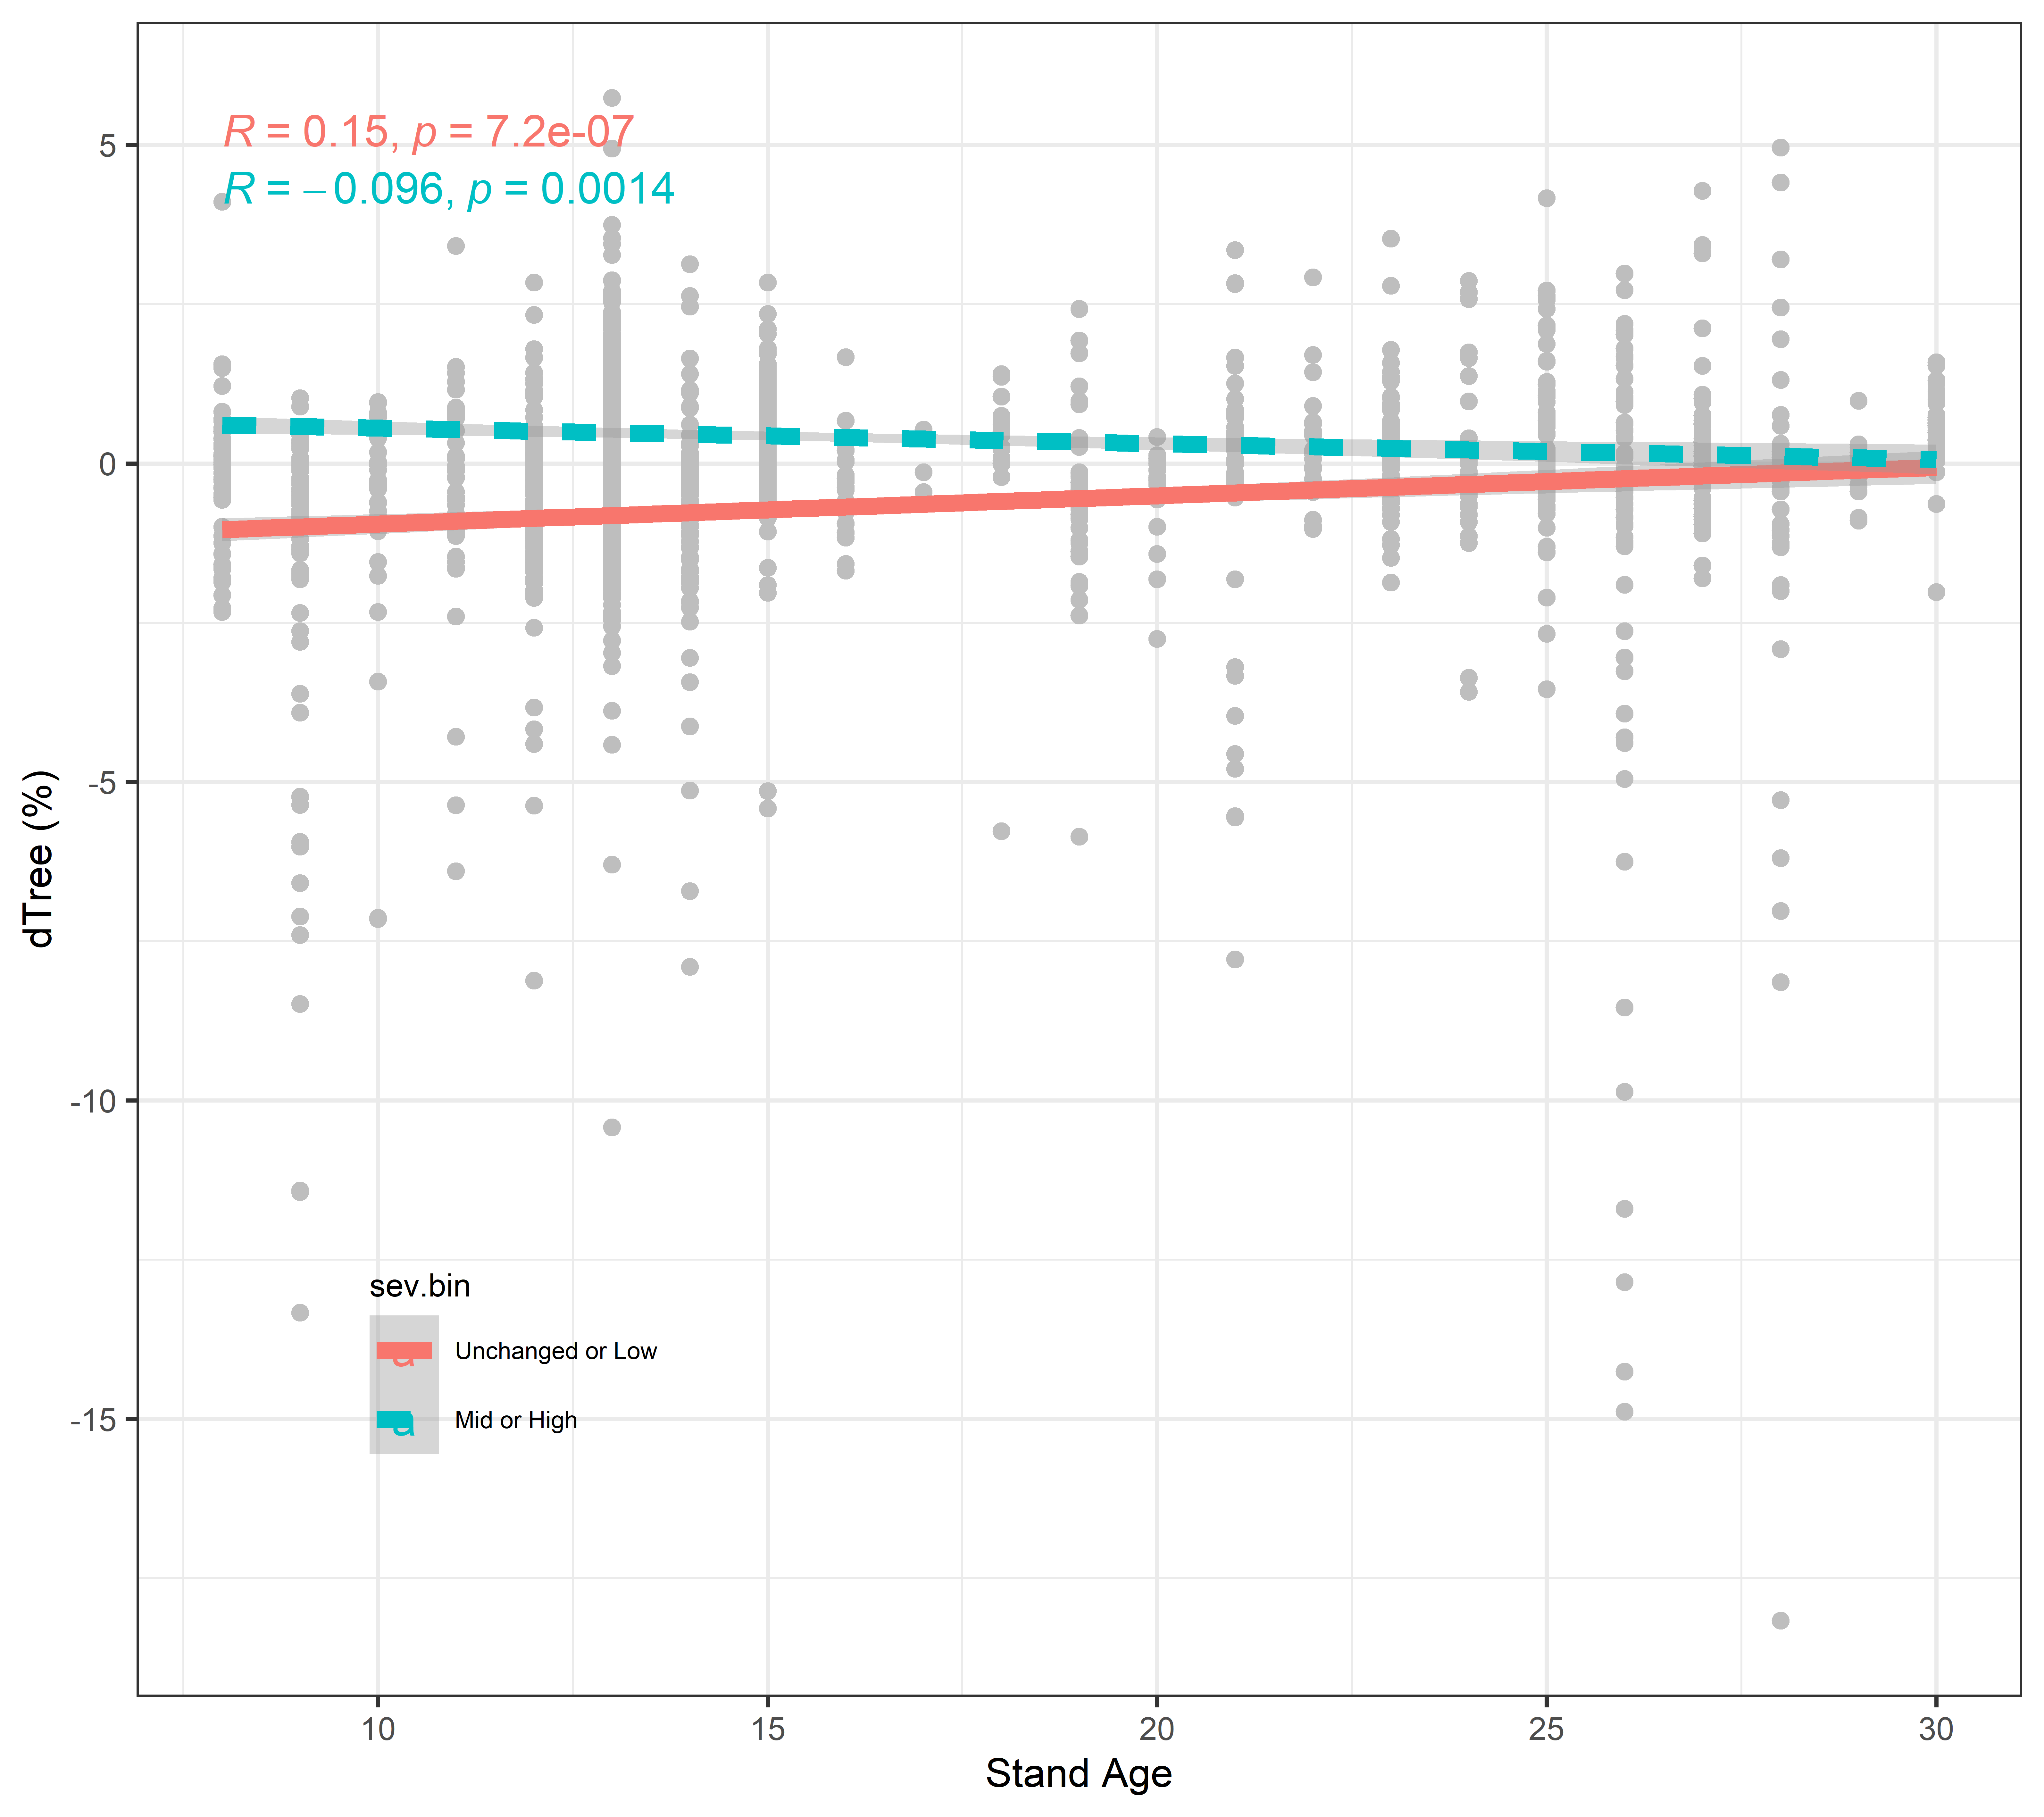 R = 0.15, p = 7.2e-07
R = −0.096, p = 0.0014
5
0
-5
-10
-15
dTree (%)
sev.bin
a Unchanged or Low
a Mid or High
10 15 20 25 30
Stand Age